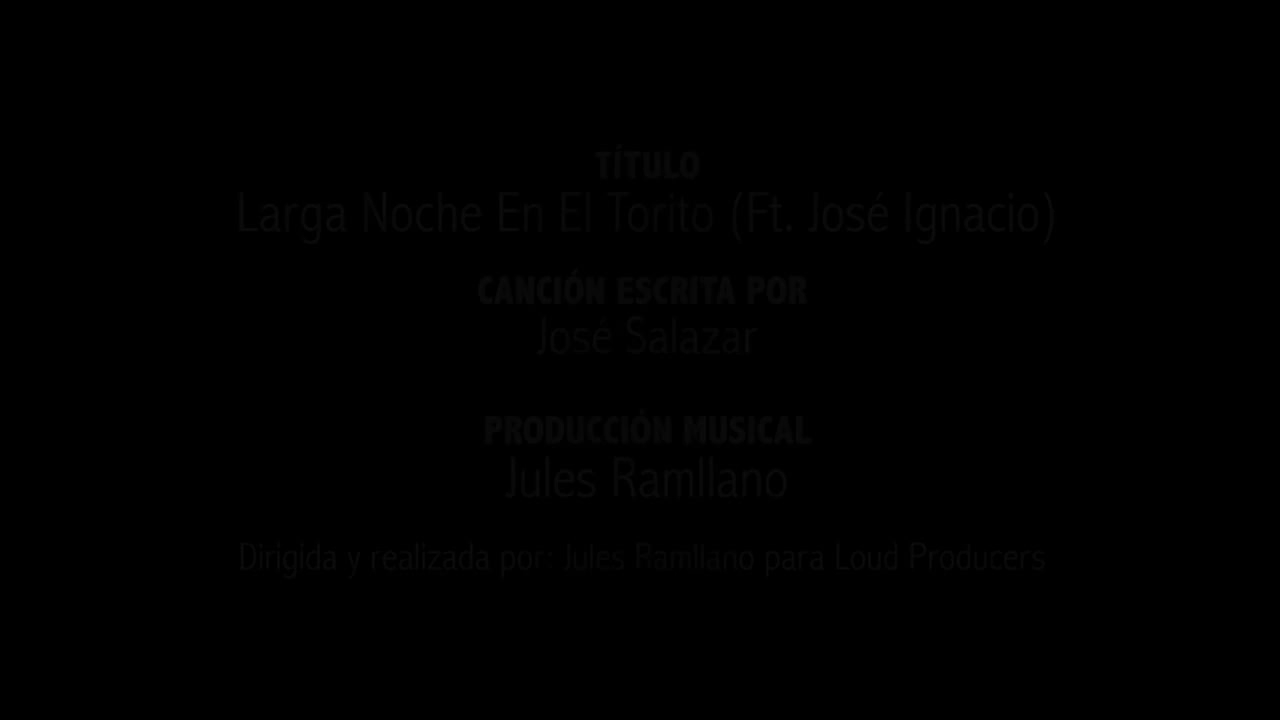 TÍTULO
Larga Noche En El Torito (Ft. José Ignacio)
CANCIÓN ESCRITA POR
José Salazar
PRODUCCIÓN MUSICAL
Jules Ramllano
Dirigida y realizada por: Jules Ramllano para Loud Producers